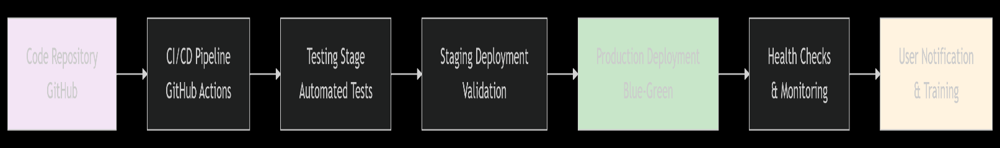 Code Repository
GitHub
CI/CD Pipeline
GitHub Actions
Testing Stage
Automated Tests
Staging Deployment
Validation
Production Deployment
Blue-Green
Health Checks
& Monitoring
User Notification
& Training